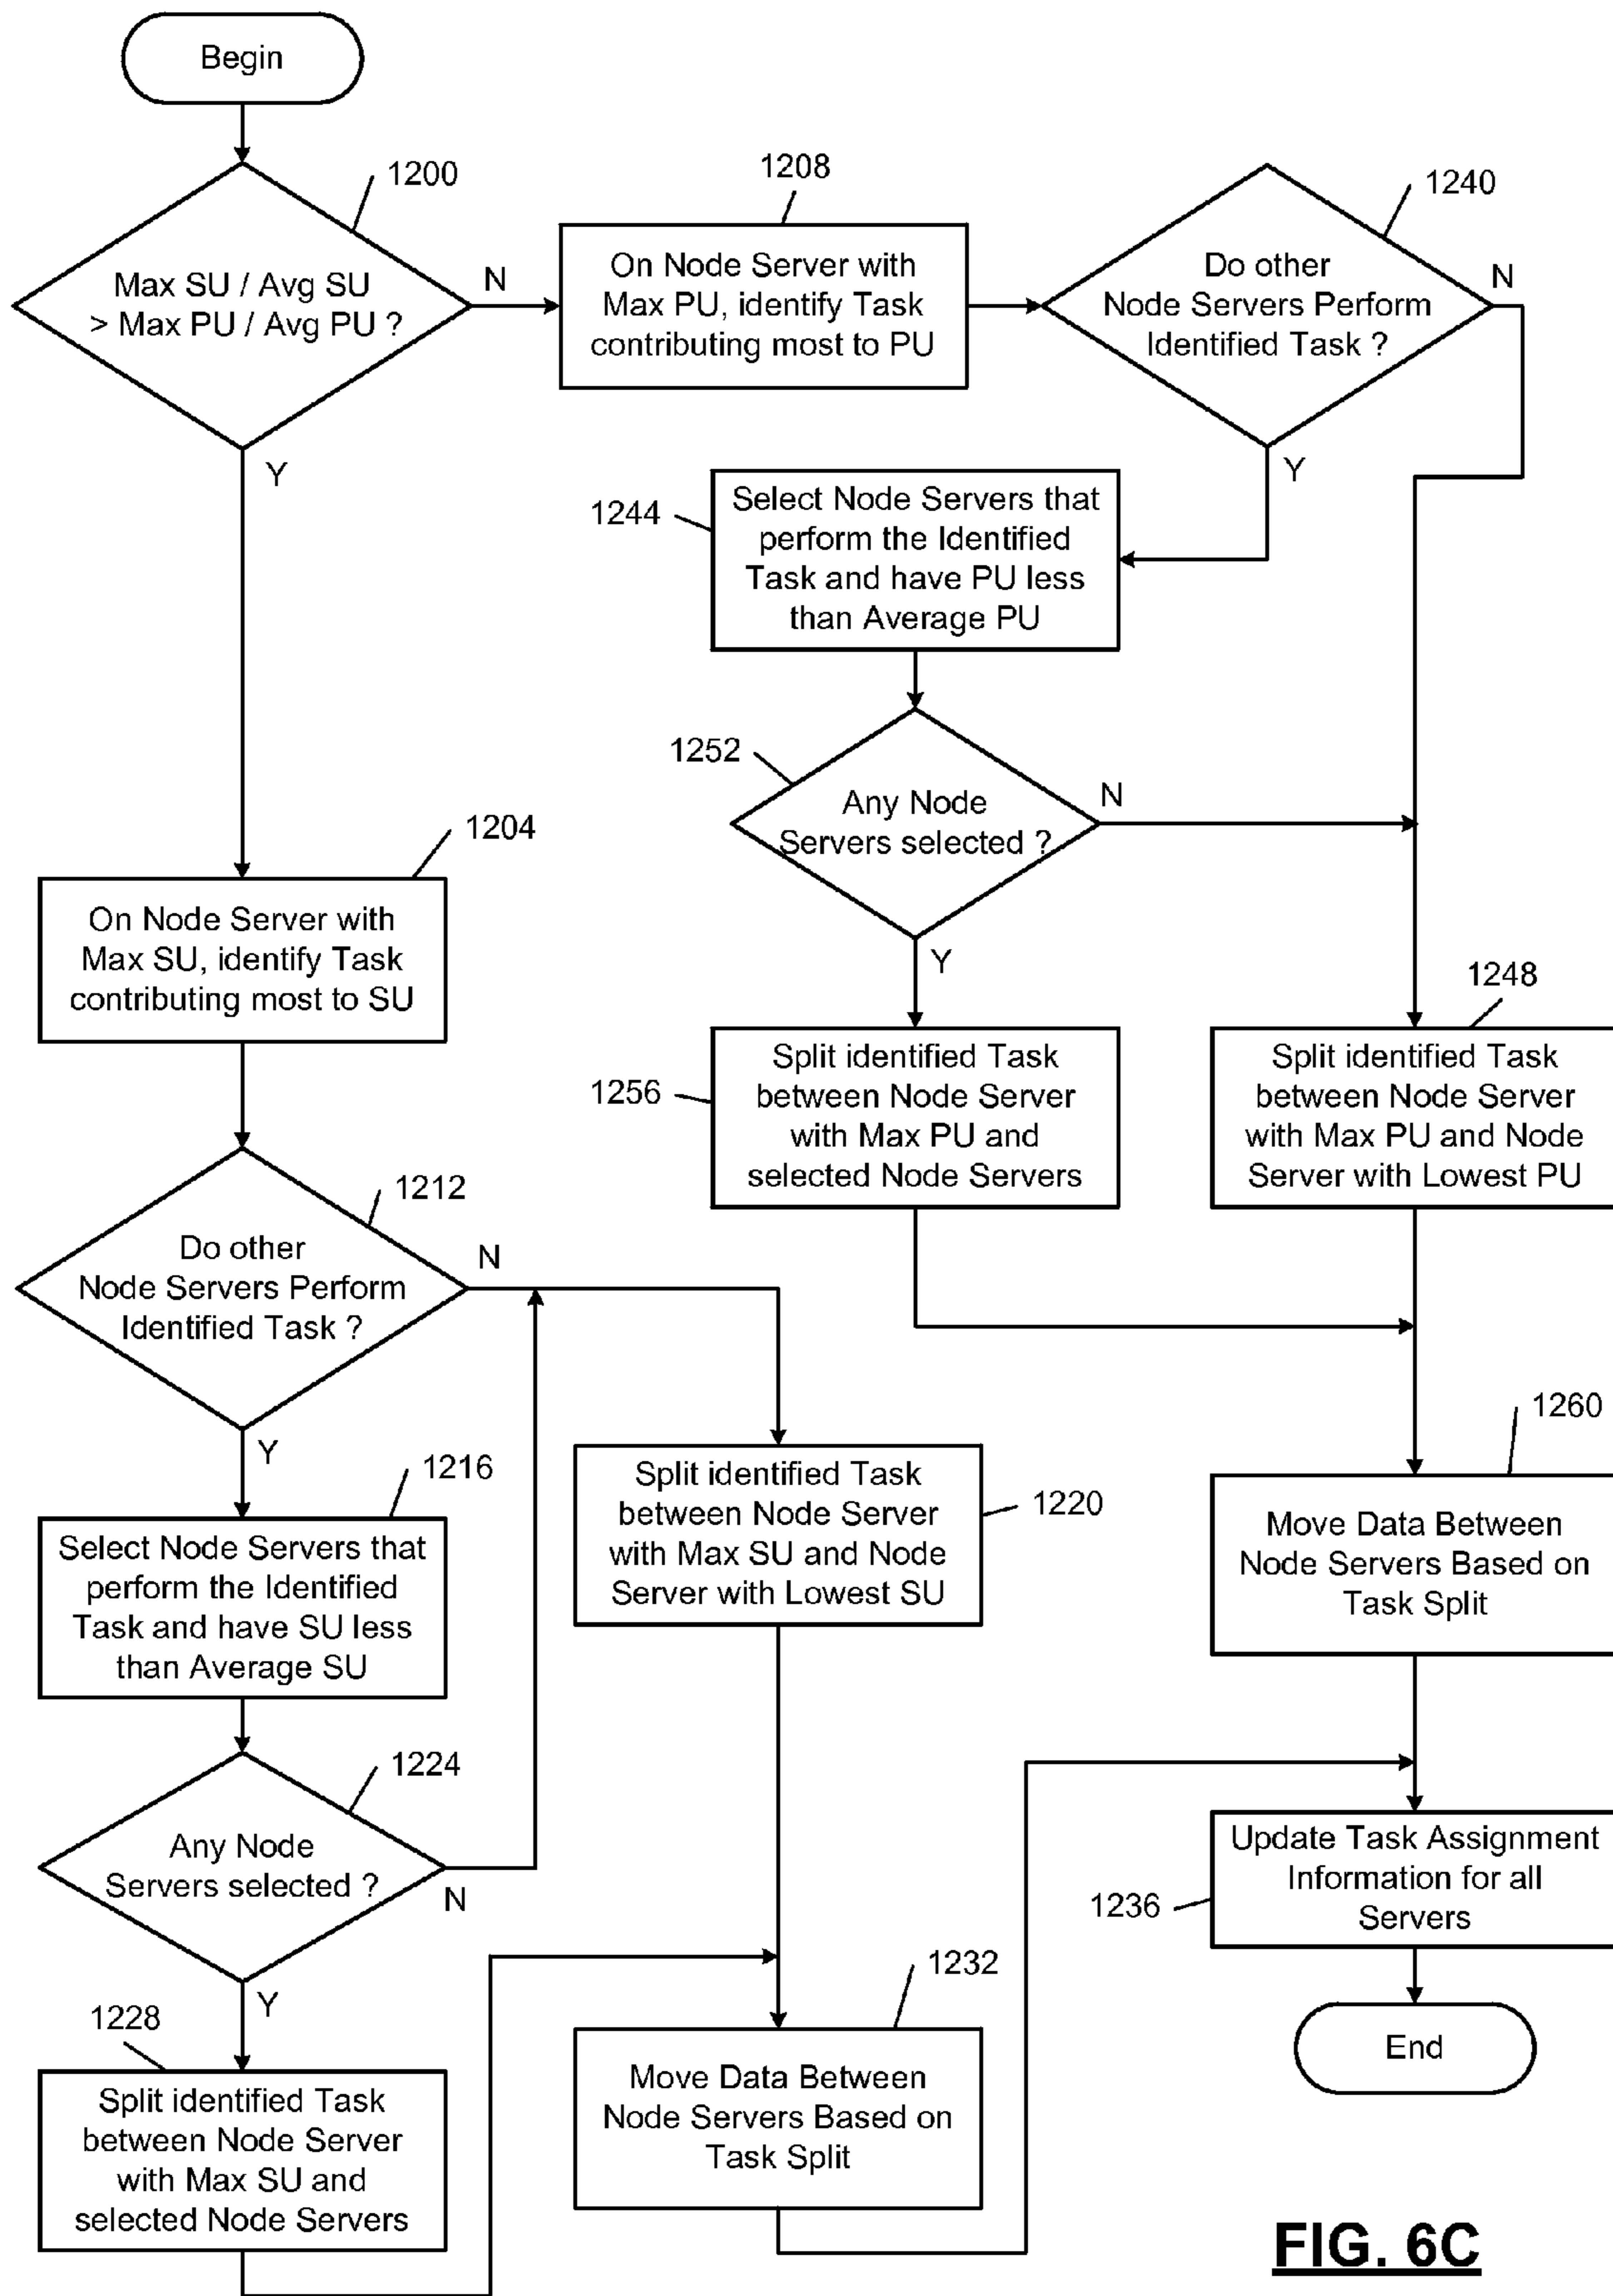 Begin
1200
Max SU / Avg SU
> Max PU / Avg PU ?
N
Y
1208
On Node Server with
Max PU, identify Task
contributing most to PU
1240
Do other
Node Servers Perform
Identified Task ?
N
Y
1244
Select Node Servers that
perform the Identified
Task and have PU less
than Average PU
1252
Any Node
Servers selected ?
N
Y
1204
On Node Server with
Max SU, identify Task
contributing most to SU
1256
Split identified Task
between Node Server
with Max PU and
selected Node Servers
1248
Split identified Task
between Node Server
with Max PU and Node
Server with Lowest PU
1212
Do other
Node Servers Perform
Identified Task ?
N
Y
1216
Select Node Servers that
perform the Identified
Task and have SU less
than Average SU
1220
Split identified Task
between Node Server
with Max SU and Node
Server with Lowest SU
1260
Move Data Between
Node Servers Based on
Task Split
1224
Any Node
Servers selected ?
N
Y
1236
Update Task Assignment
Information for all
Servers
1228
Split identified Task
between Node Server
with Max SU and
selected Node Servers
1232
Move Data Between
Node Servers Based on
Task Split
End
FIG. 6C